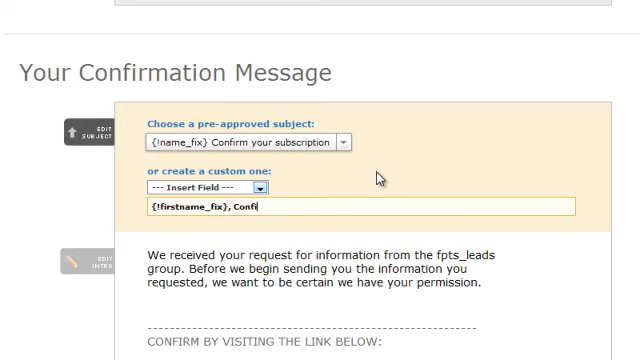 Your Confirmation Message
EDIT
SUBJECT
Choose a pre-approved subject:
{!name_fix} Confirm your subscription
or create a custom one:
--- Insert Field ---
{!firstname_fix}, Confi
EDIT
INTRO
We received your request for information from the fpts_leads
group. Before we begin sending you the information you
requested, we want to be certain we have your permission.
-------------------------------------------------
CONFIRM BY VISITING THE LINK BELOW: